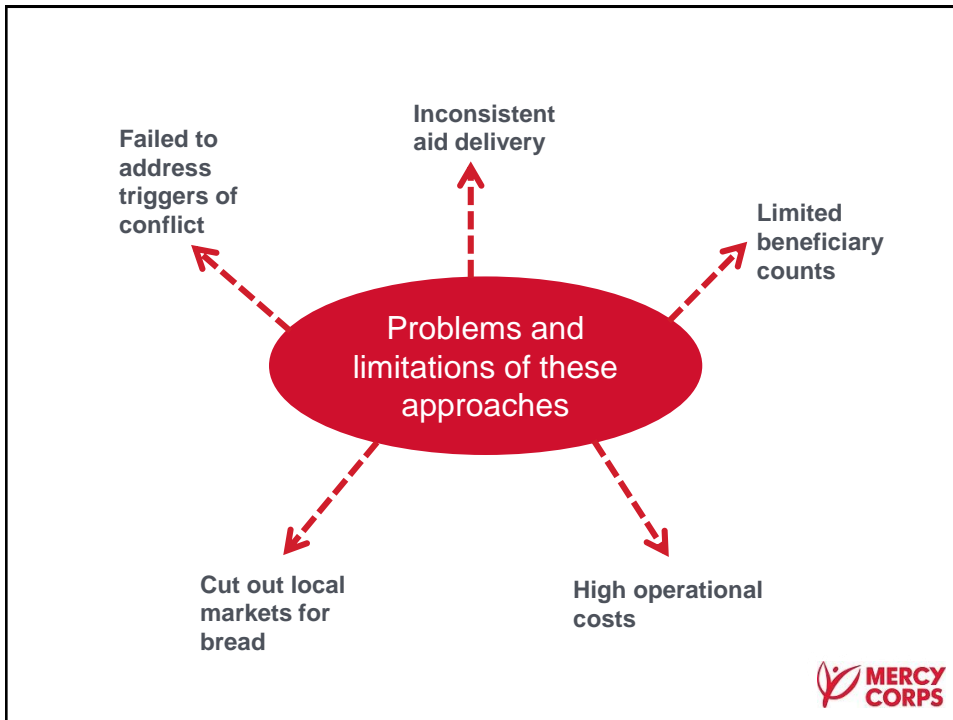 Inconsistent
aid delivery
Failed to
address
triggers of
conflict
Limited
beneficiary
counts
Problems and
limitations of these
approaches
Cut out local
markets for
bread
High operational
costs
MERCY
CORPS